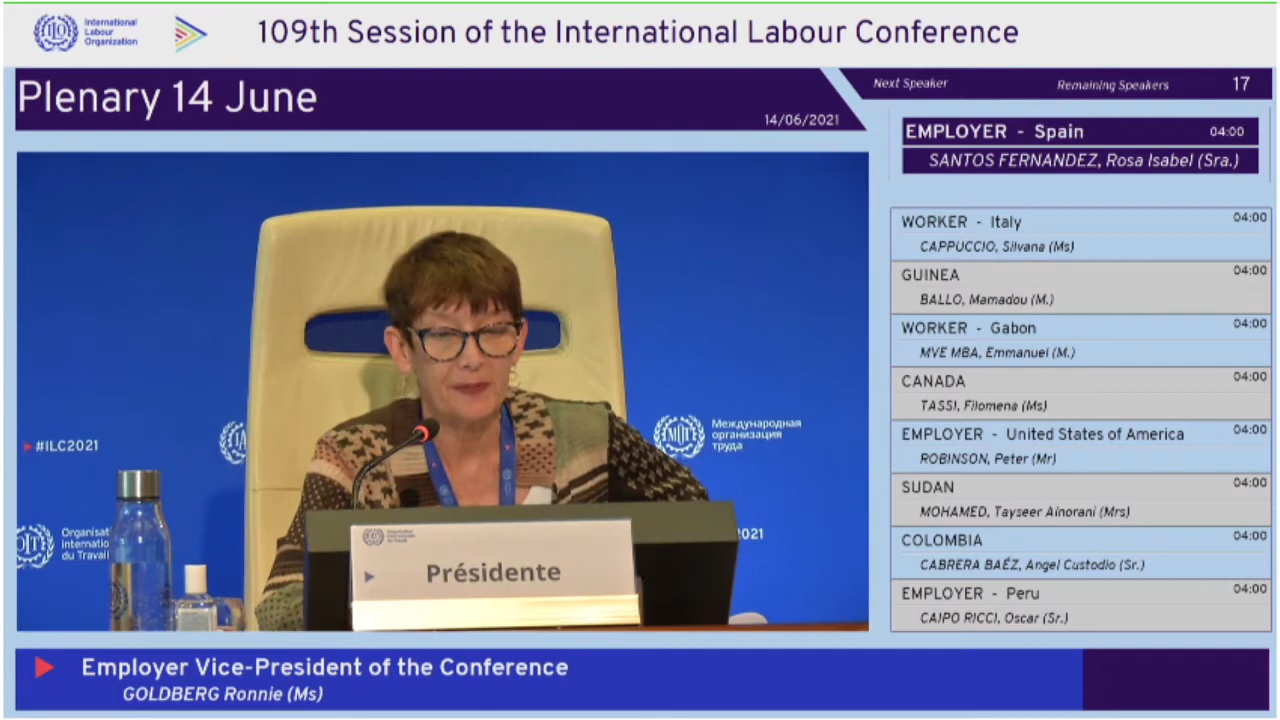 International
Labour
Organization
109th Session of the International Labour Conference
Plenary 14 June
14/06/2021
Next Speaker
Remaining Speakers 17
EMPLOYER - Spain 04:00
SANTOS FERNANDEZ, Rosa Isabel (Sra.)
WORKER - Italy 04:00
CAPPUCCIO, Silvana (Ms)
GUINEA 04:00
BALLO, Mamadou (M.)
WORKER - Gabon 04:00
MVE MBA, Emmanuel (M.)
CANADA 04:00
TASSI, Filomena (Ms)
EMPLOYER - United States of America 04:00
ROBINSON, Peter (Mr)
SUDAN 04:00
MOHAMED, Tayseer Alnorani (Mrs)
COLOMBIA 04:00
CABRERA BAÉZ, Angel Custodio (Sr.)
EMPLOYER - Peru 04:00
CAIPO RICCI, Oscar (Sr.)
#ILC2021
Международная
организация
труда
Organisat
internatio
du Travail
021
Présidente
Employer Vice-President of the Conference
GOLDBERG Ronnie (Ms)